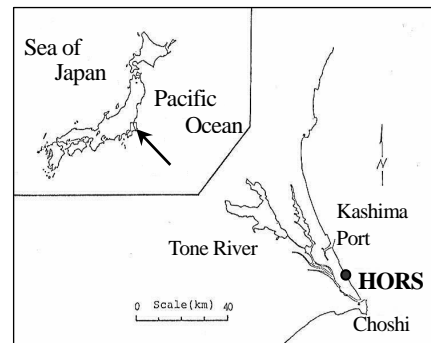 Sea of
Japan
Pacific
Ocean
N
Kashima
Port
Tone River
HORS
Scale(km)
0 40
Choshi